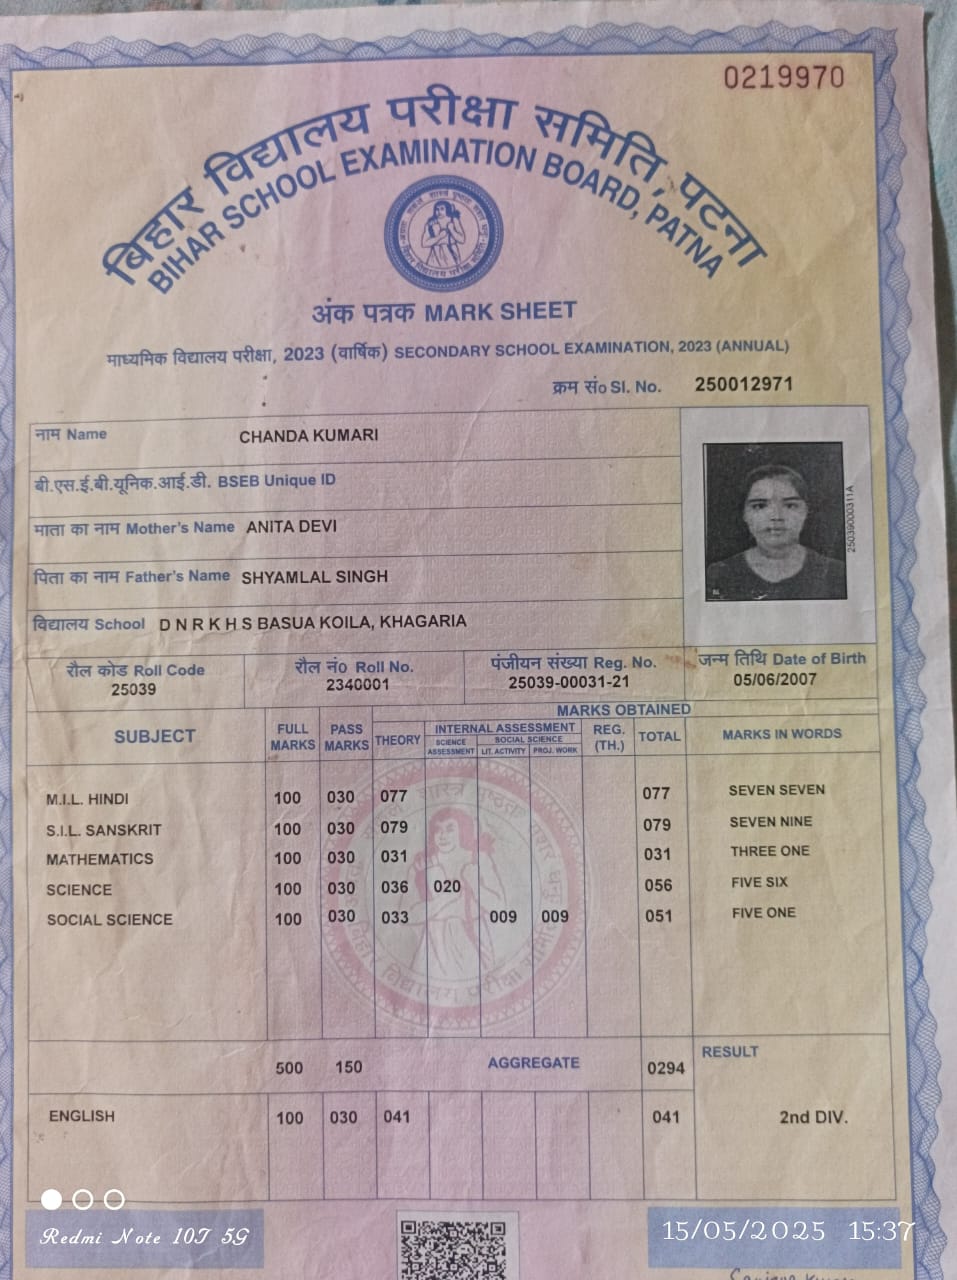 0219970
बिहार विद्यालय परीक्षा समिति, पटना
BIHAR SCHOOL EXAMINATION BOARD, PATNA
अंक पत्रक MARK SHEET
माध्यमिक विद्यालय परीक्षा, 2023 (वार्षिक) SECONDARY SCHOOL EXAMINATION, 2023 (ANNUAL)
क्रम सं० Sl. No. 250012971
नाम Name CHANDA KUMARI
बी.एस.ई.बी.यूनिक.आई.डी. BSEB Unique ID
माता का नाम Mother's Name ANITA DEVI
पिता का नाम Father's Name SHYAMLAL SINGH
विद्यालय School D N R K H S BASUA KOILA, KHAGARIA
250390000311A
रौल कोड Roll Code रौल नं० Roll No. पंजीयन संख्या Reg. No. जन्म तिथि Date of Birth
25039 2340001 25039-00031-21 05/06/2007
MARKS OBTAINED
SUBJECT FULL MARKS PASS MARKS THEORY INTERNAL ASSESSMENT REG. (TH.) TOTAL MARKS IN WORDS
SCIENCE ASSESSMENT SOCIAL SCIENCE LIT. ACTIVITY PROJ. WORK
M.I.L. HINDI 100 030 077 077 SEVEN SEVEN
S.I.L. SANSKRIT 100 030 079 079 SEVEN NINE
MATHEMATICS 100 030 031 031 THREE ONE
SCIENCE 100 030 036 020 056 FIVE SIX
SOCIAL SCIENCE 100 030 033 009 009 051 FIVE ONE
500 150 AGGREGATE 0294 RESULT
ENGLISH 100 030 041 041 2nd DIV.
Redmi Note 10T 5G
15/05/2025 15:37